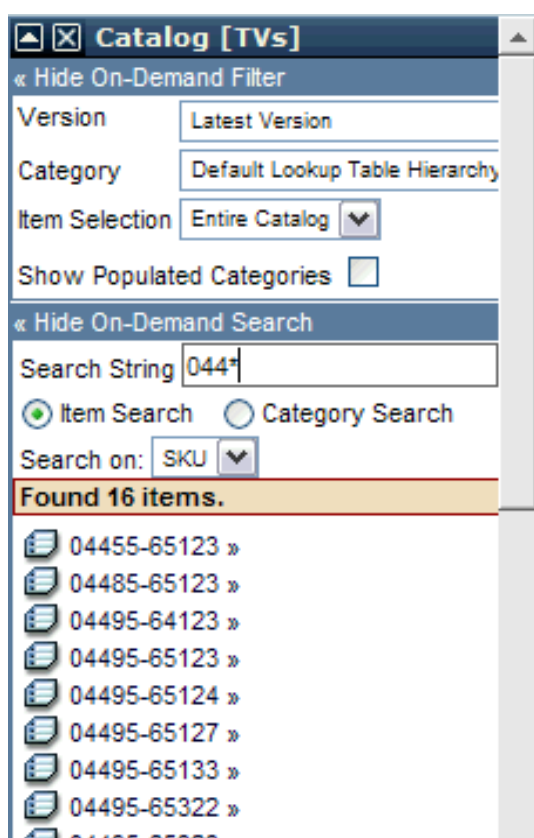 Catalog [TVs]
« Hide On-Demand Filter
Version Latest Version
Category Default Lookup Table Hierarchy
Item Selection Entire Catalog
Show Populated Categories
« Hide On-Demand Search
Search String 044*
Item Search Category Search
Search on: SKU
Found 16 items.
04455-65123 »
04485-65123 »
04495-64123 »
04495-65123 »
04495-65124 »
04495-65127 »
04495-65133 »
04495-65322 »